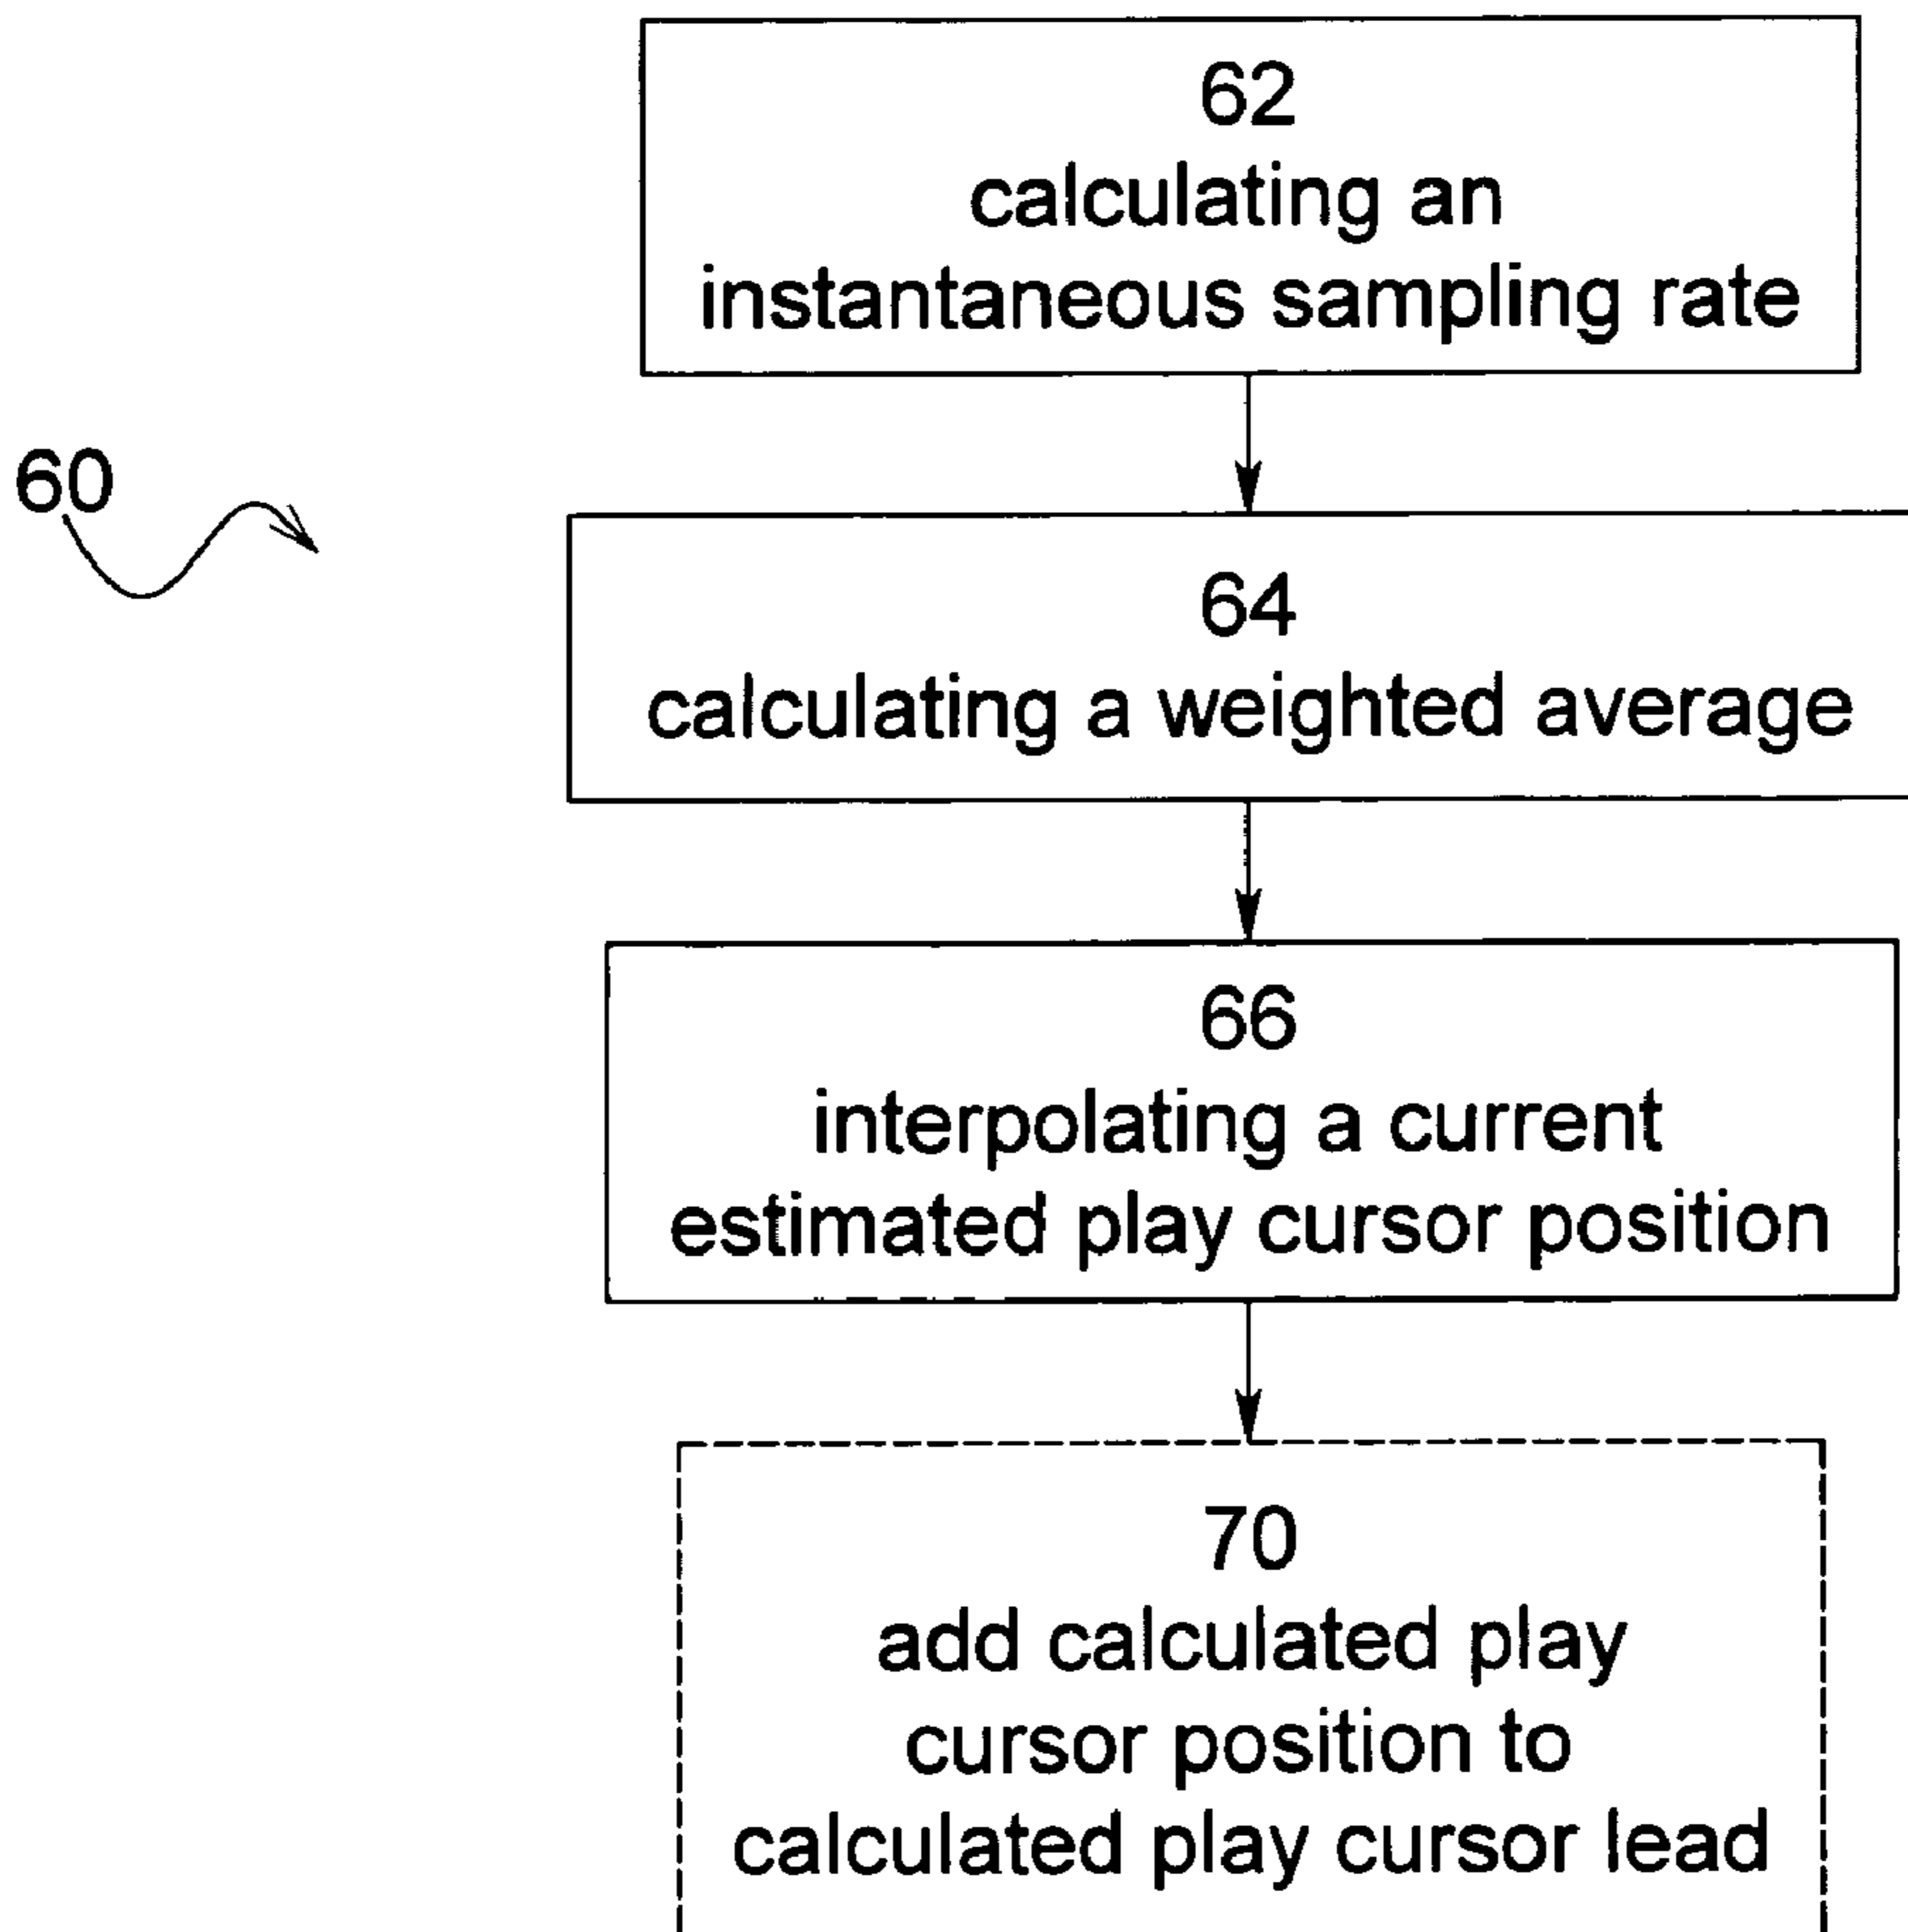 62
calculating an
instantaneous sampling rate
60
64
calculating a weighted average
66
interpolating a current
estimated play cursor position
70
add calculated play
cursor position to
calculated play cursor lead